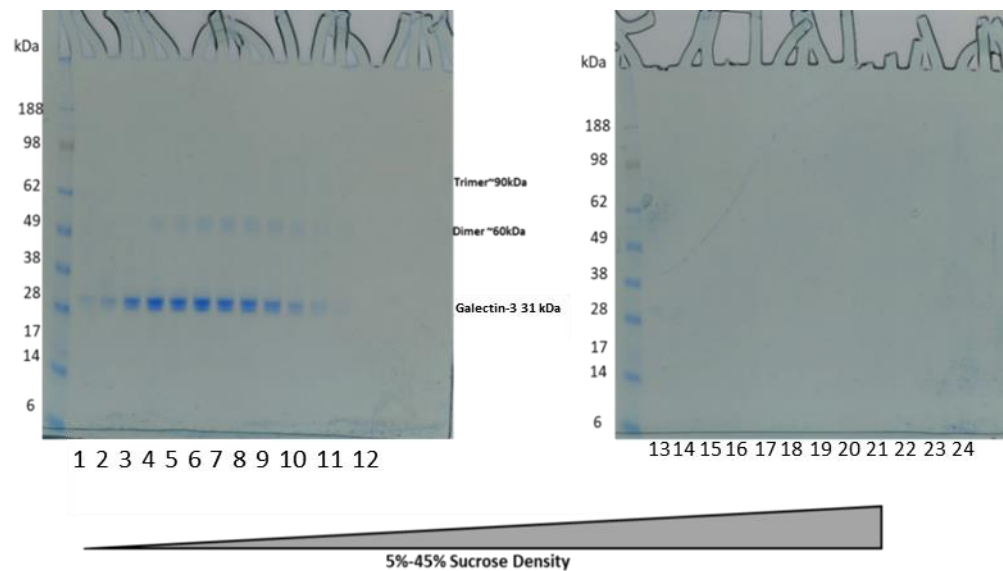 kDa
188
98
62
49
38
28
17
14
6
1 2 3 4 5 6 7 8 9 10 11 12
Trimer~90kDa
Dimer ~60kDa
Galectin-3 31 kDa
kDa
188
98
62
49
38
28
17
14
6
13 14 15 16 17 18 19 20 21 22 23 24
5%-45% Sucrose Density